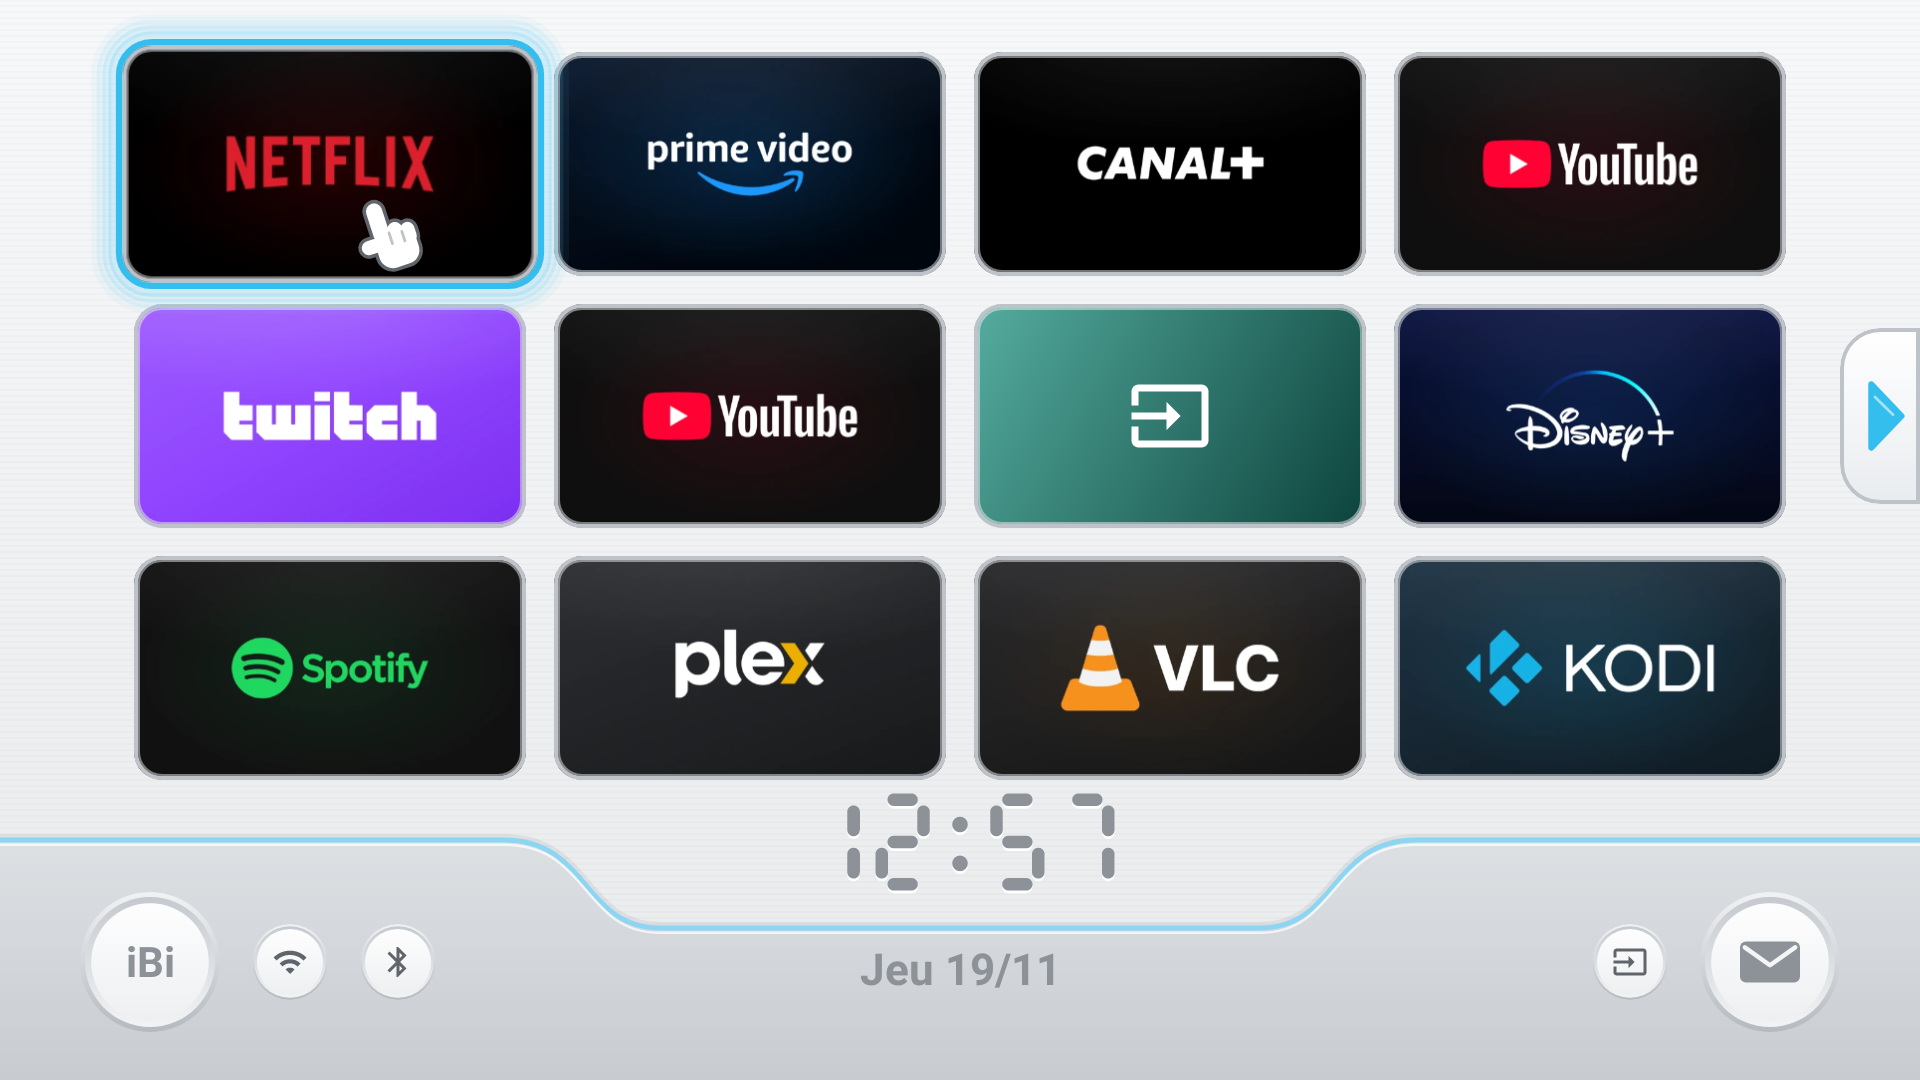 NETFLIX
prime video
CANAL+
YouTube
twitch
YouTube
Disney+
Spotify
plex
VLC
KODI
12:57
iBi
Jeu 19/11